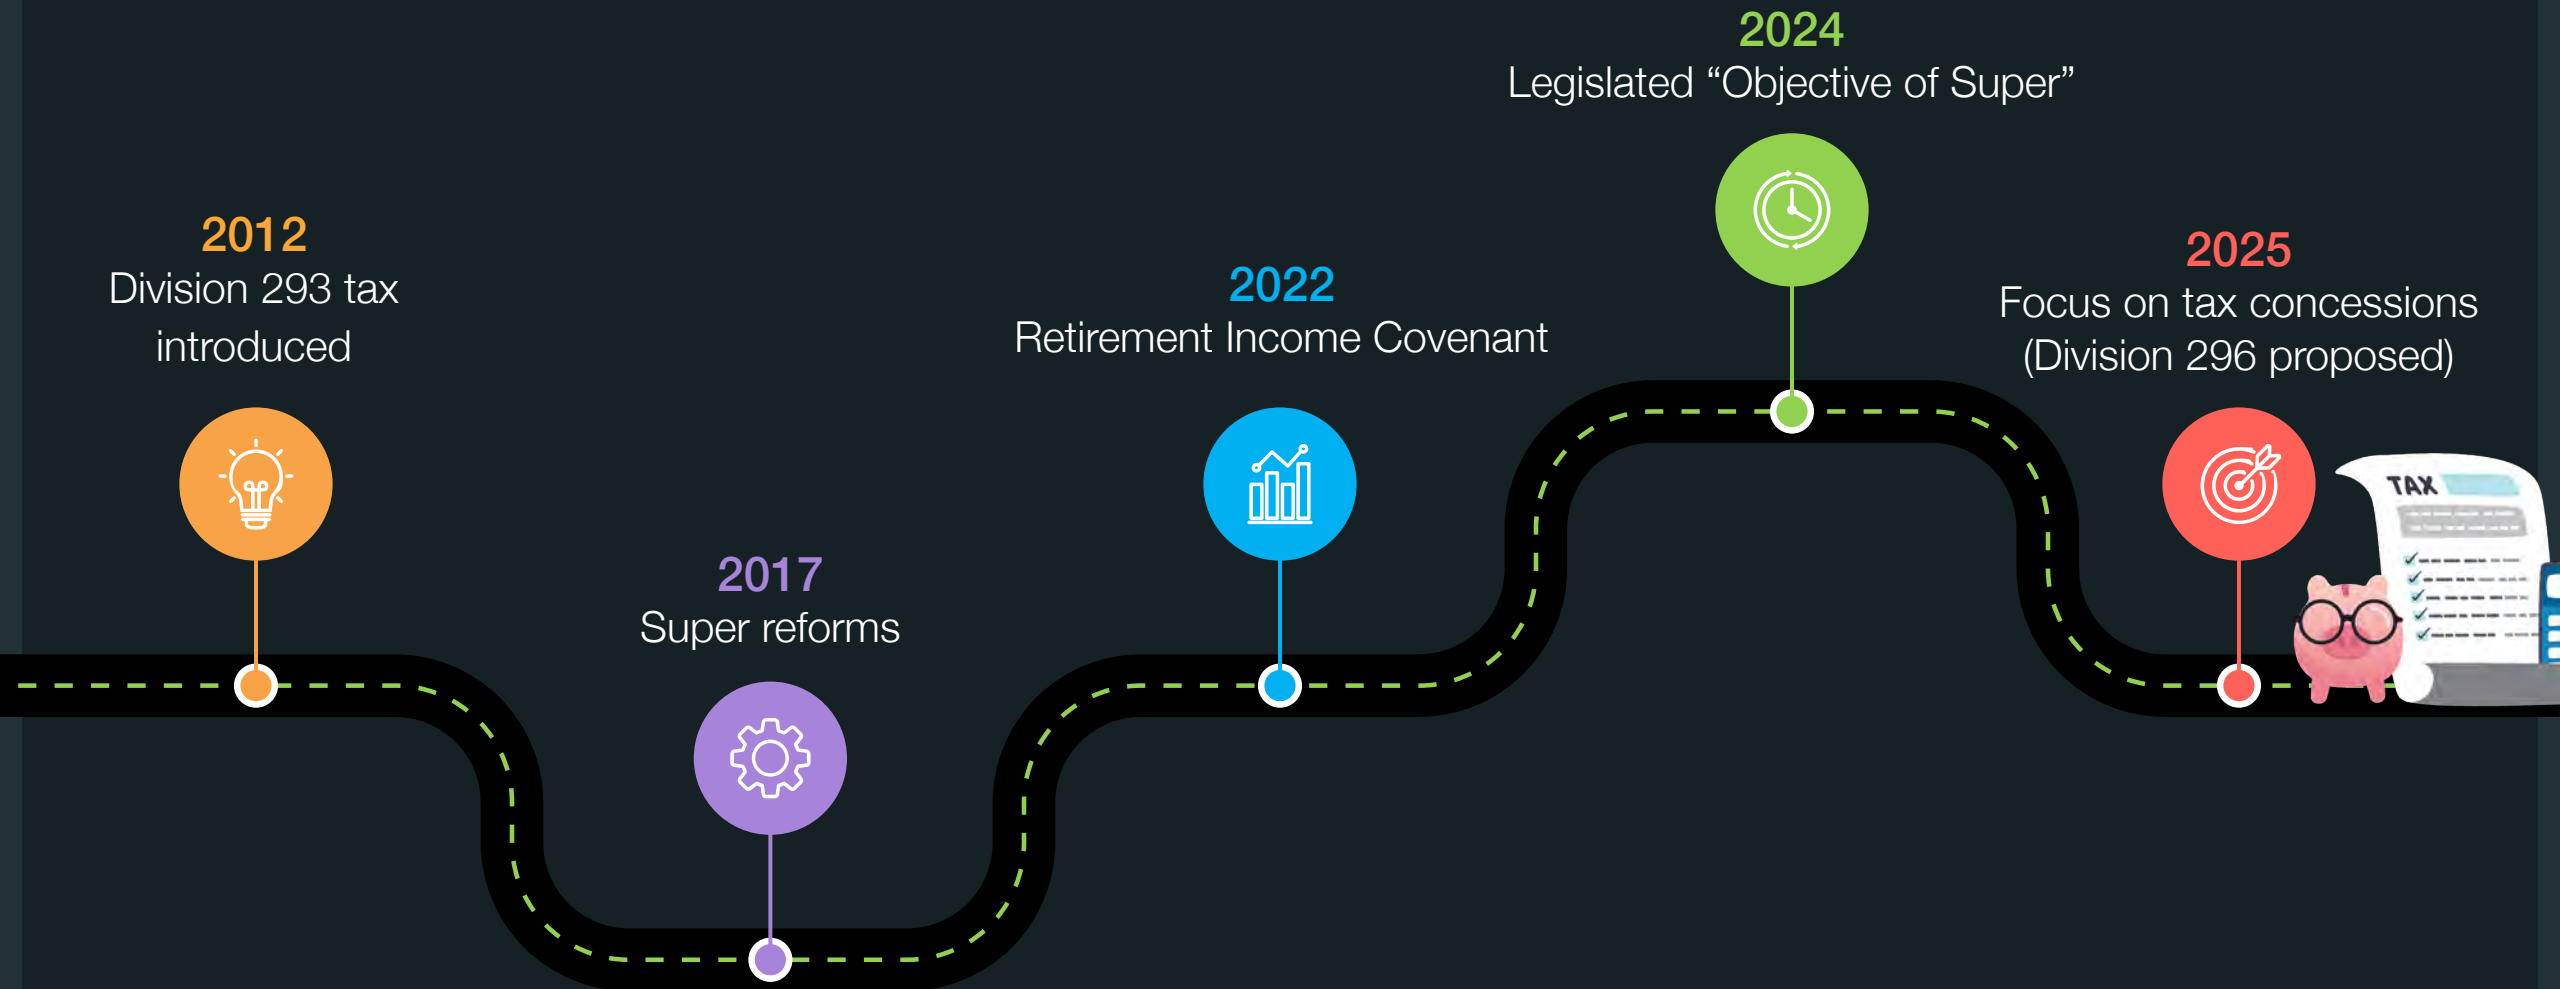 2012
Division 293 tax
introduced
2017
Super reforms
2022
Retirement Income Covenant
2024
Legislated “Objective of Super”
2025
Focus on tax concessions
(Division 296 proposed)
TAX